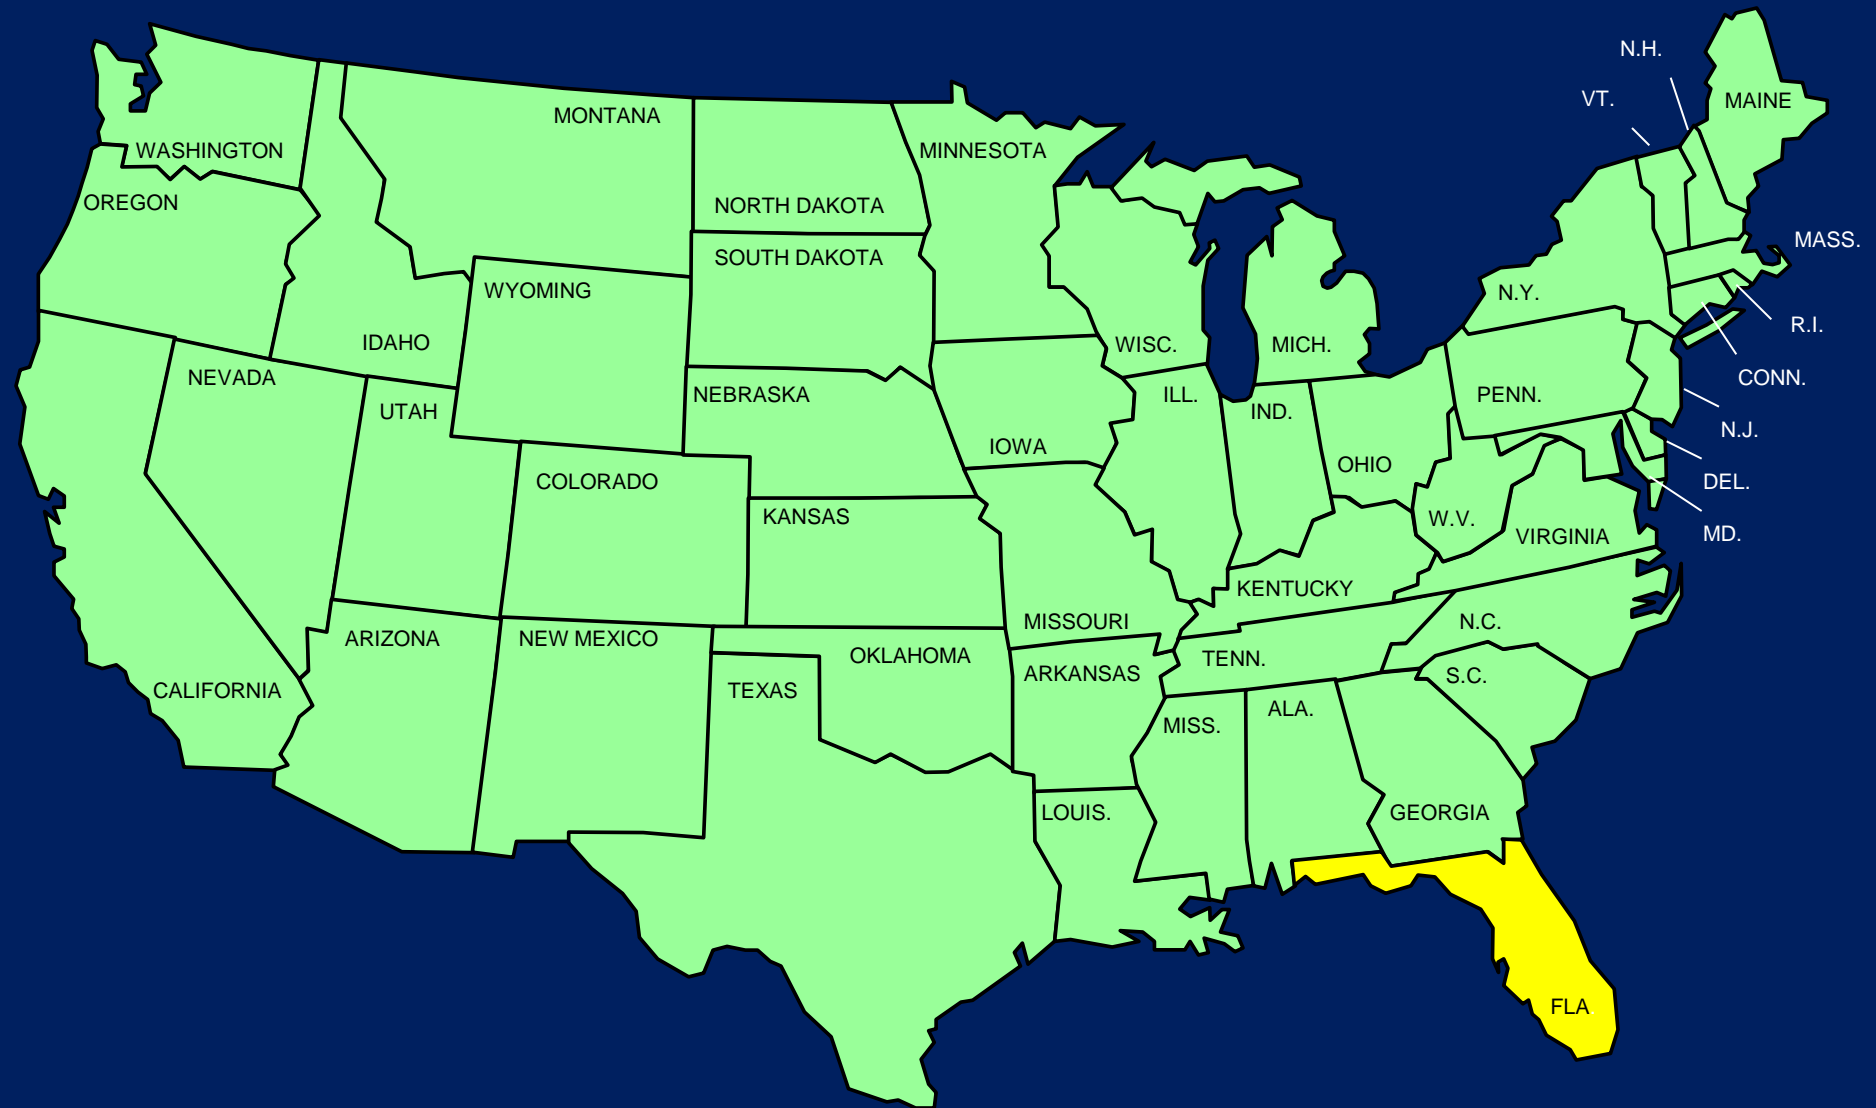 N.H.
VT.
MAINE
MONTANA
WASHINGTON
MINNESOTA
OREGON
NORTH DAKOTA
MASS.
SOUTH DAKOTA
WYOMING
N.Y.
R.I.
IDAHO
WISC.
MICH.
NEVADA
CONN.
UTAH
NEBRASKA
ILL.
IND.
PENN.
N.J.
IOWA
OHIO
COLORADO
DEL.
KANSAS
W.V.
VIRGINIA
MD.
KENTUCKY
MISSOURI
N.C.
ARIZONA
NEW MEXICO
OKLAHOMA
TENN.
ARKANSAS
S.C.
CALIFORNIA
TEXAS
ALA.
MISS.
LOUIS.
GEORGIA
FLA